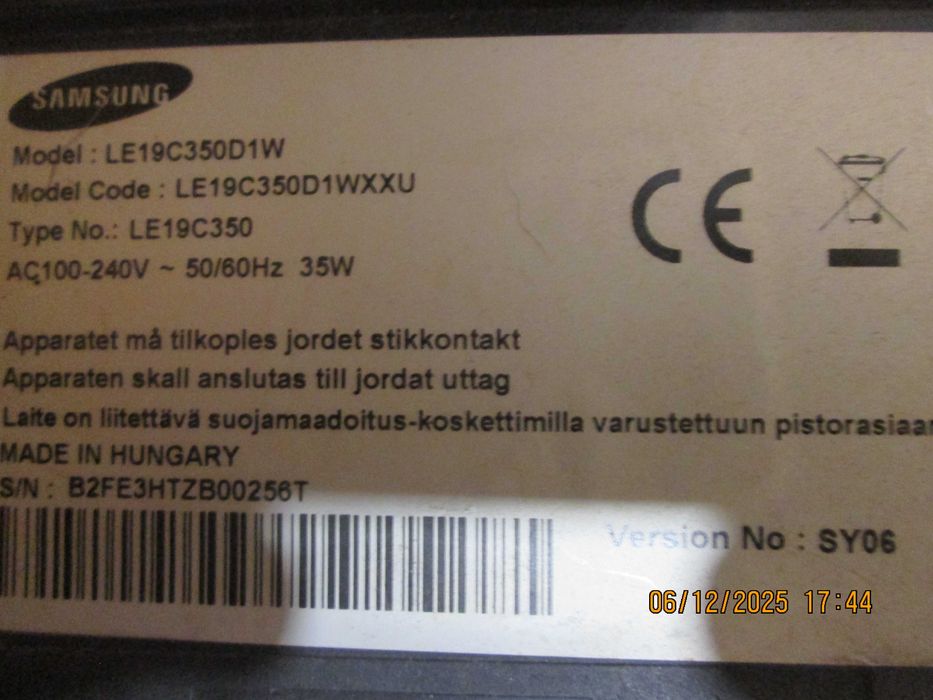 SAMSUNG
Model : LE19C350D1W
Model Code : LE19C350D1WXXU
Type No.: LE19C350
AC100-240V ~ 50/60Hz 35W
CE
Apparatet må tilkoples jordet stikkontakt
Apparaten skall anslutas till jordat uttag
Laite on liitettävä suojamaadoitus-koskettimilla varustettuun pistorasiaan
MADE IN HUNGARY
S/N : B2FE3HTZB00256T
Version No : SY06
06/12/2025 17:44